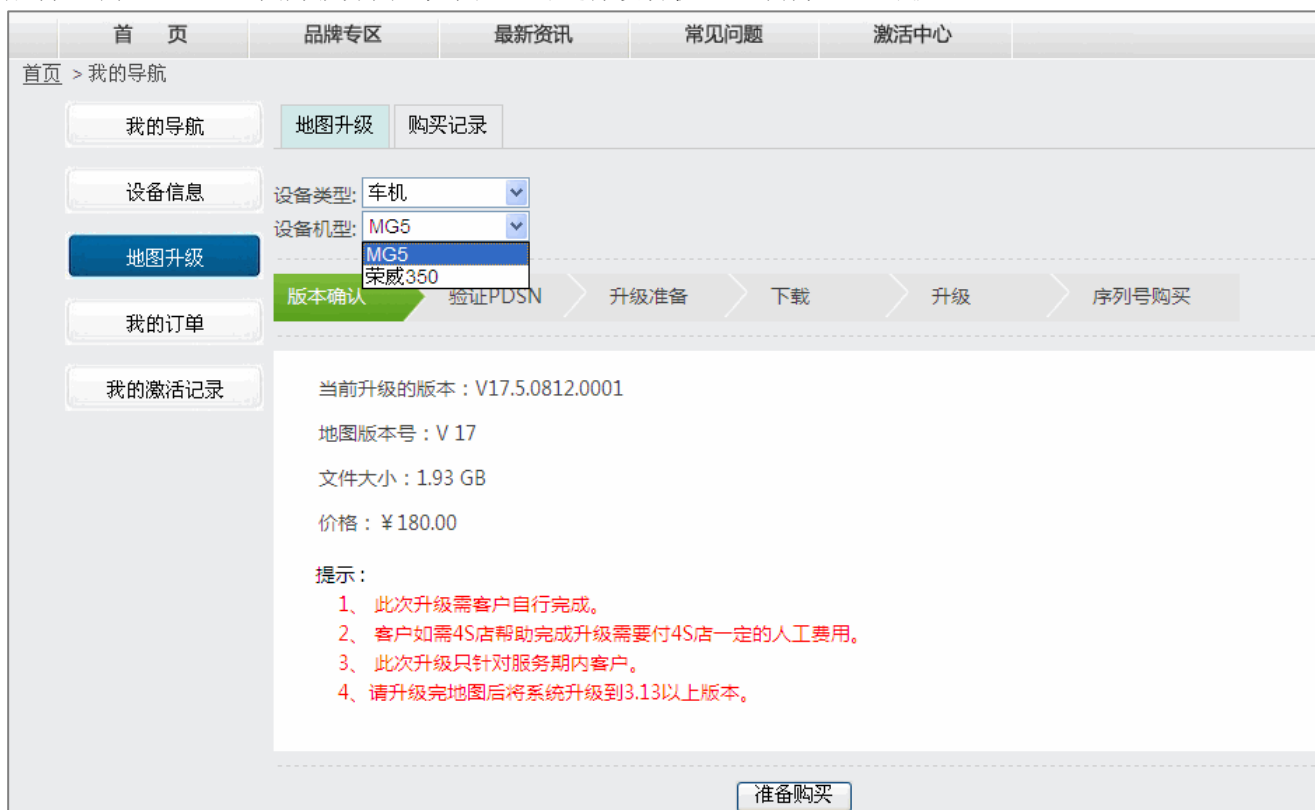 首 页 品牌专区 最新资讯 常见问题 激活中心
首页 > 我的导航
我的导航
设备信息
地图升级
我的订单
我的激活记录
地图升级 购买记录
设备类型: 车机
设备机型: MG5
MG5
荣威350
版本确认 验证PDSN 升级准备 下载 升级 序列号购买
当前升级的版本：V17.5.0812.0001
地图版本号：V 17
文件大小：1.93 GB
价格：¥180.00
提示：
1、 此次升级需客户自行完成。
2、 客户如需4S店帮助完成升级需要付4S店一定的人工费用。
3、 此次升级只针对服务期内客户。
4、请升级完地图后将系统升级到3.13以上版本。
准备购买